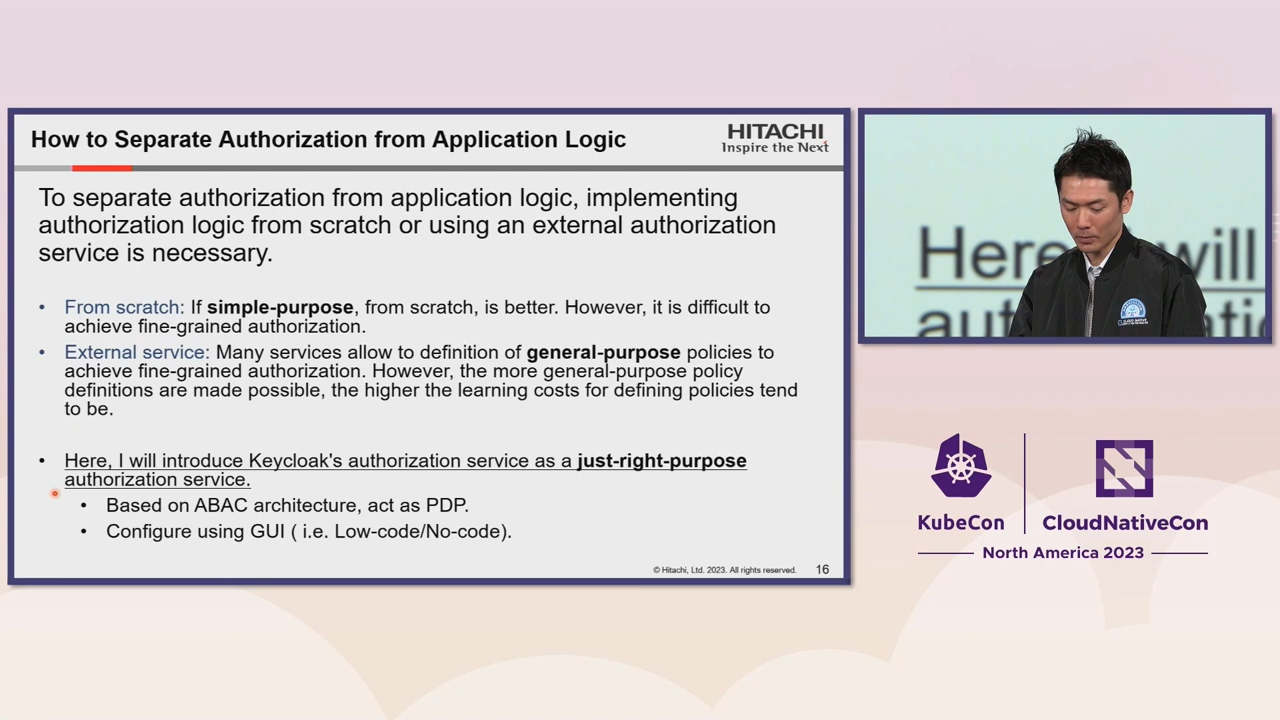 How to Separate Authorization from Application Logic
HITACHI
Inspire the Next
To separate authorization from application logic, implementing
authorization logic from scratch or using an external authorization
service is necessary.
• From scratch: If simple-purpose, from scratch, is better. However, it is difficult to
achieve fine-grained authorization.
• External service: Many services allow to definition of general-purpose policies to
achieve fine-grained authorization. However, the more general-purpose policy
definitions are made possible, the higher the learning costs for defining policies tend
to be.
• Here, I will introduce Keycloak's authorization service as a just-right-purpose
authorization service.
• Based on ABAC architecture, act as PDP.
• Configure using GUI ( i.e. Low-code/No-code).
© Hitachi, Ltd. 2023. All rights reserved.
16
Here, will
KubeCon
CloudNativeCon
North America 2023